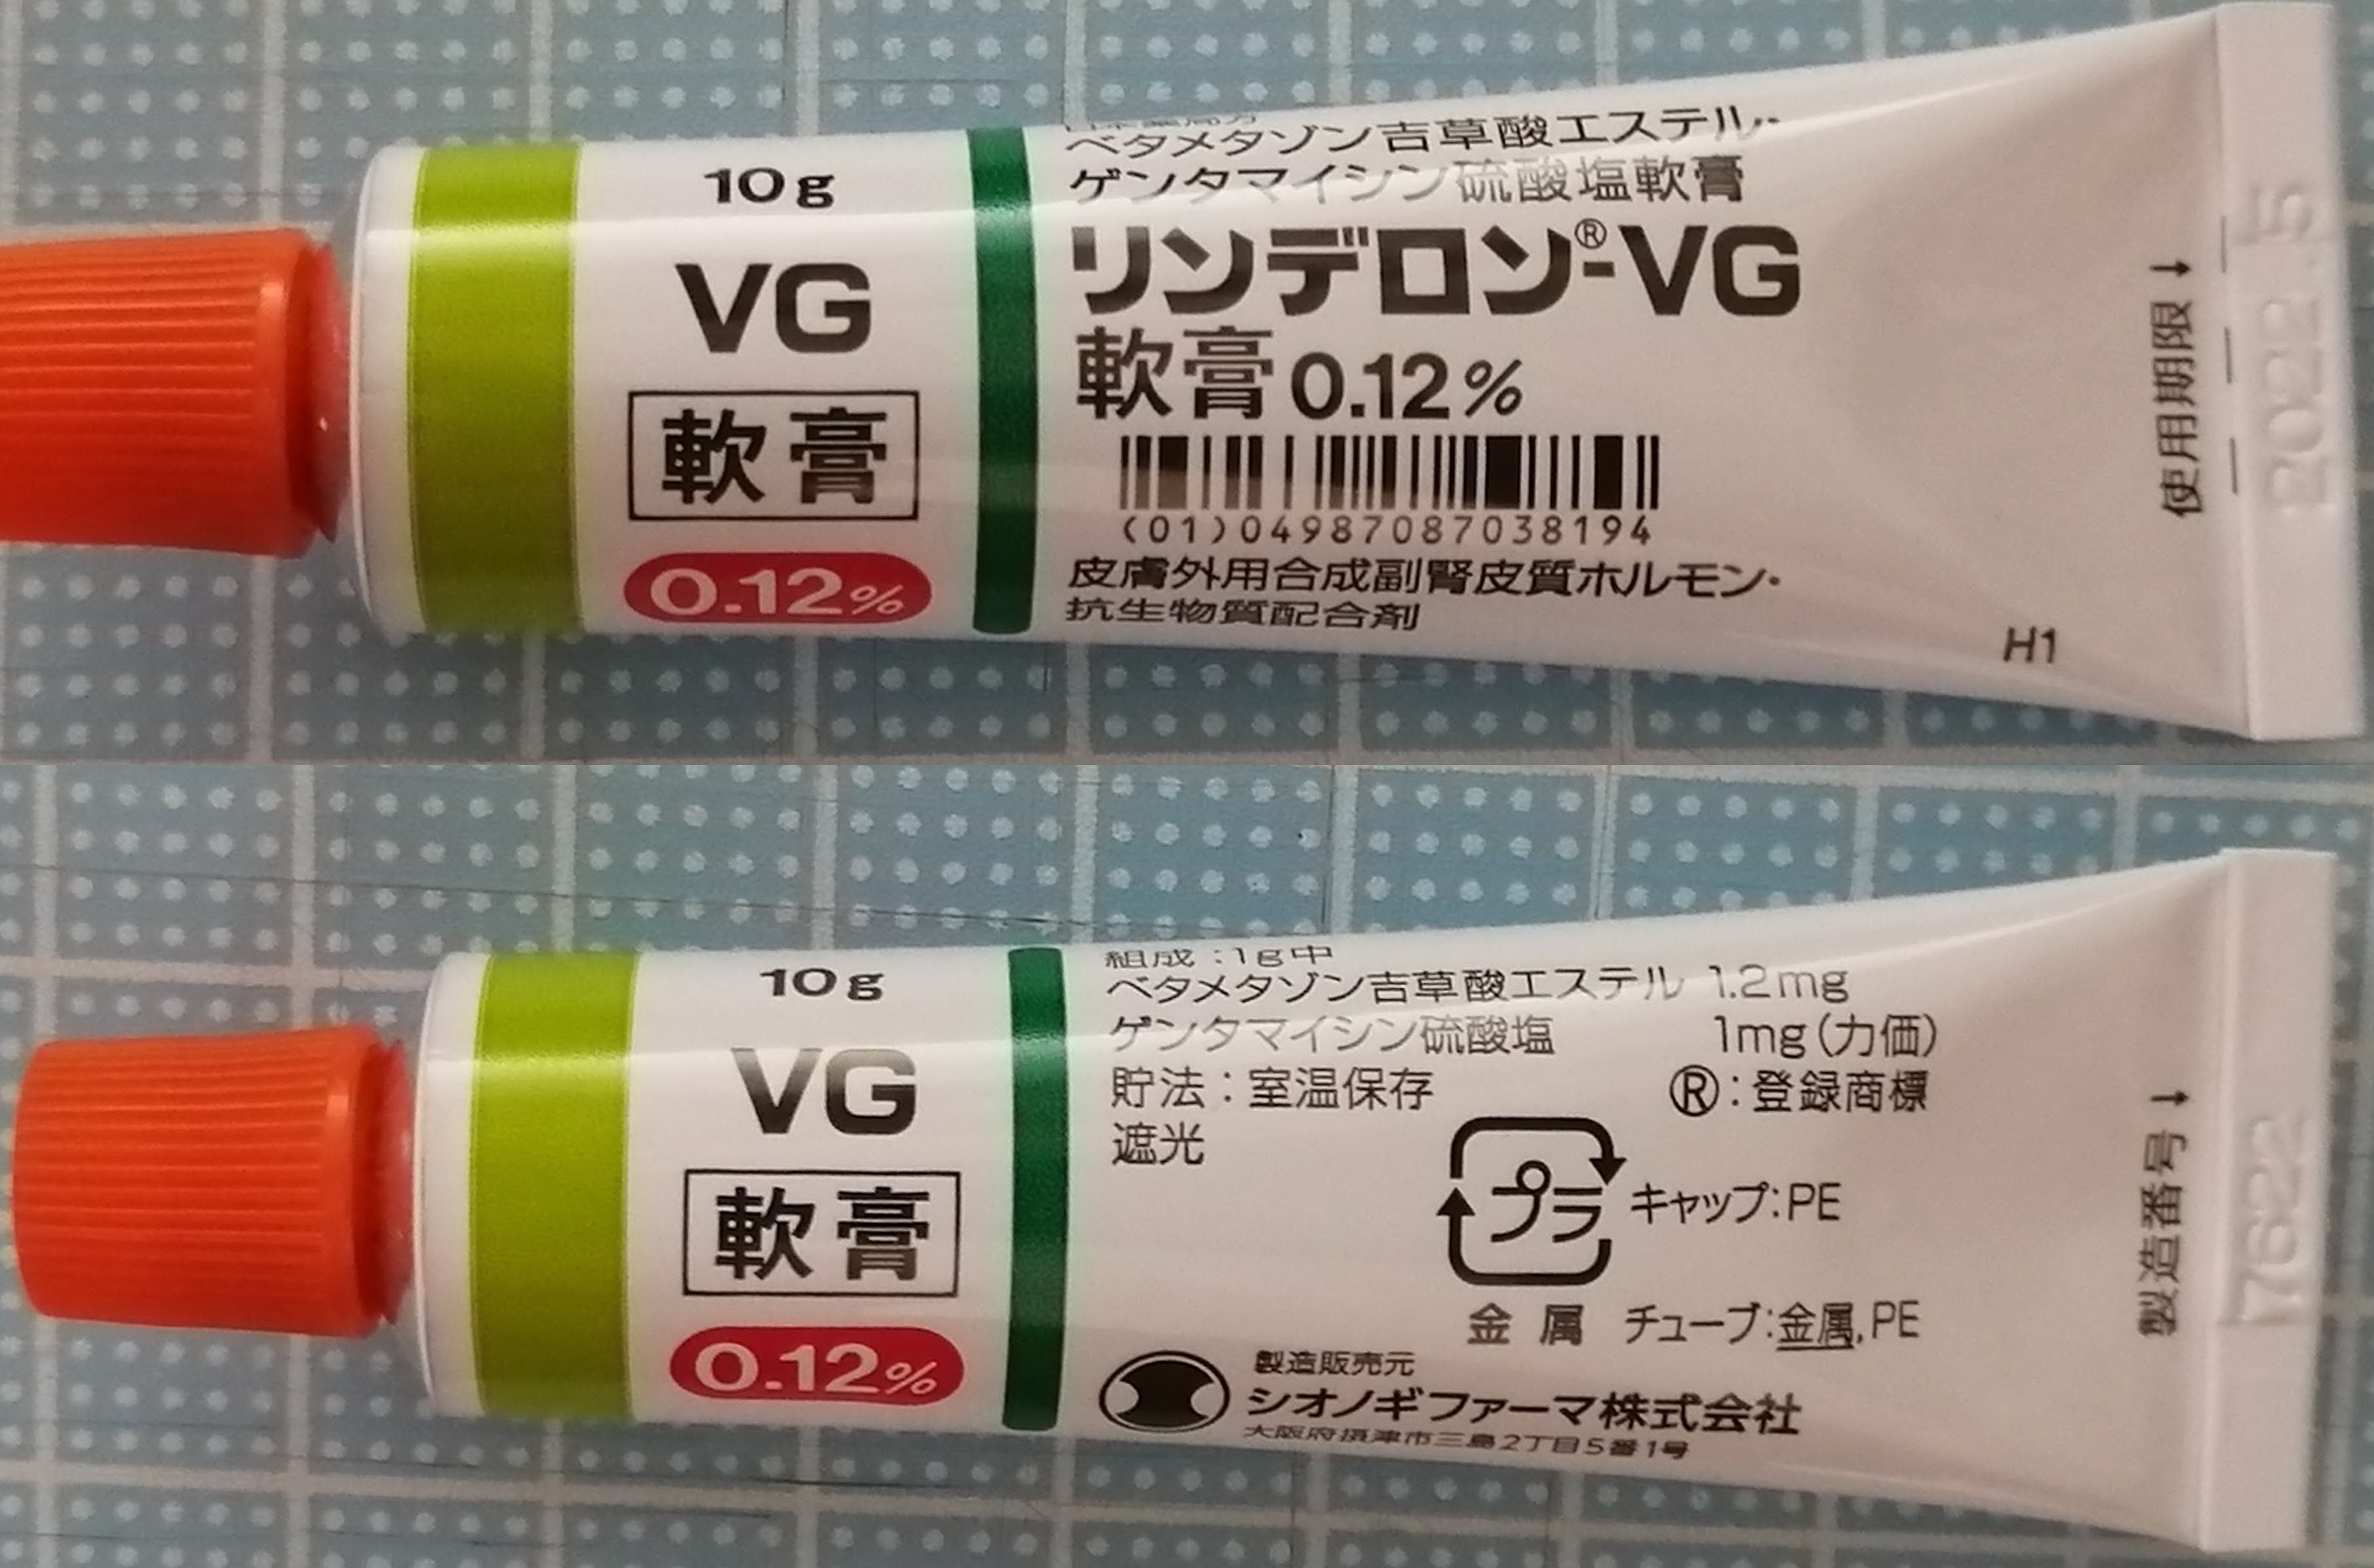 10g
VG
軟膏
0.12%
ベタメタゾン吉草酸エステル・
ゲンタマイシン硫酸塩軟膏
リンデロン®-VG
軟膏0.12%
(01)04987087038194
皮膚外用合成副腎皮質ホルモン・
抗生物質配合剤
H1
使用期限→
2022.5
10g
VG
軟膏
0.12%
組成:1g中
ベタメタゾン吉草酸エステル 1.2mg
ゲンタマイシン硫酸塩 1mg(力価)
貯法:室温保存 ®:登録商標
遮光
プラ キャップ:PE
金属 チューブ:金属,PE
製造販売元
シオノギファーマ株式会社
大阪府摂津市三島2丁目5番1号
製造番号→
7622